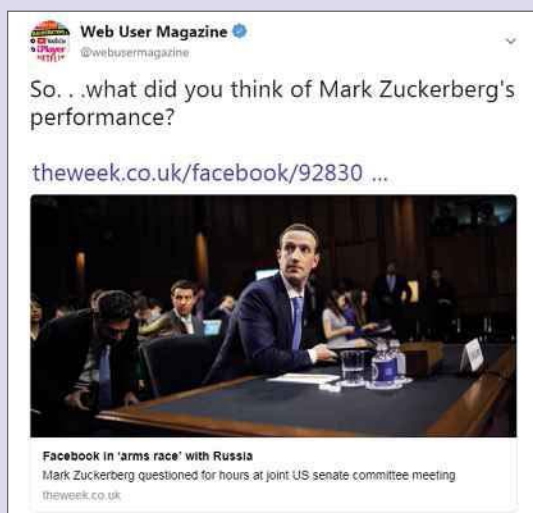 Web User Magazine
@webusermagazine
So. . .what did you think of Mark Zuckerberg's
performance?
theweek.co.uk/facebook/92830 ...
Facebook in 'arms race' with Russia
Mark Zuckerberg questioned for hours at joint US senate committee meeting
theweek.co.uk